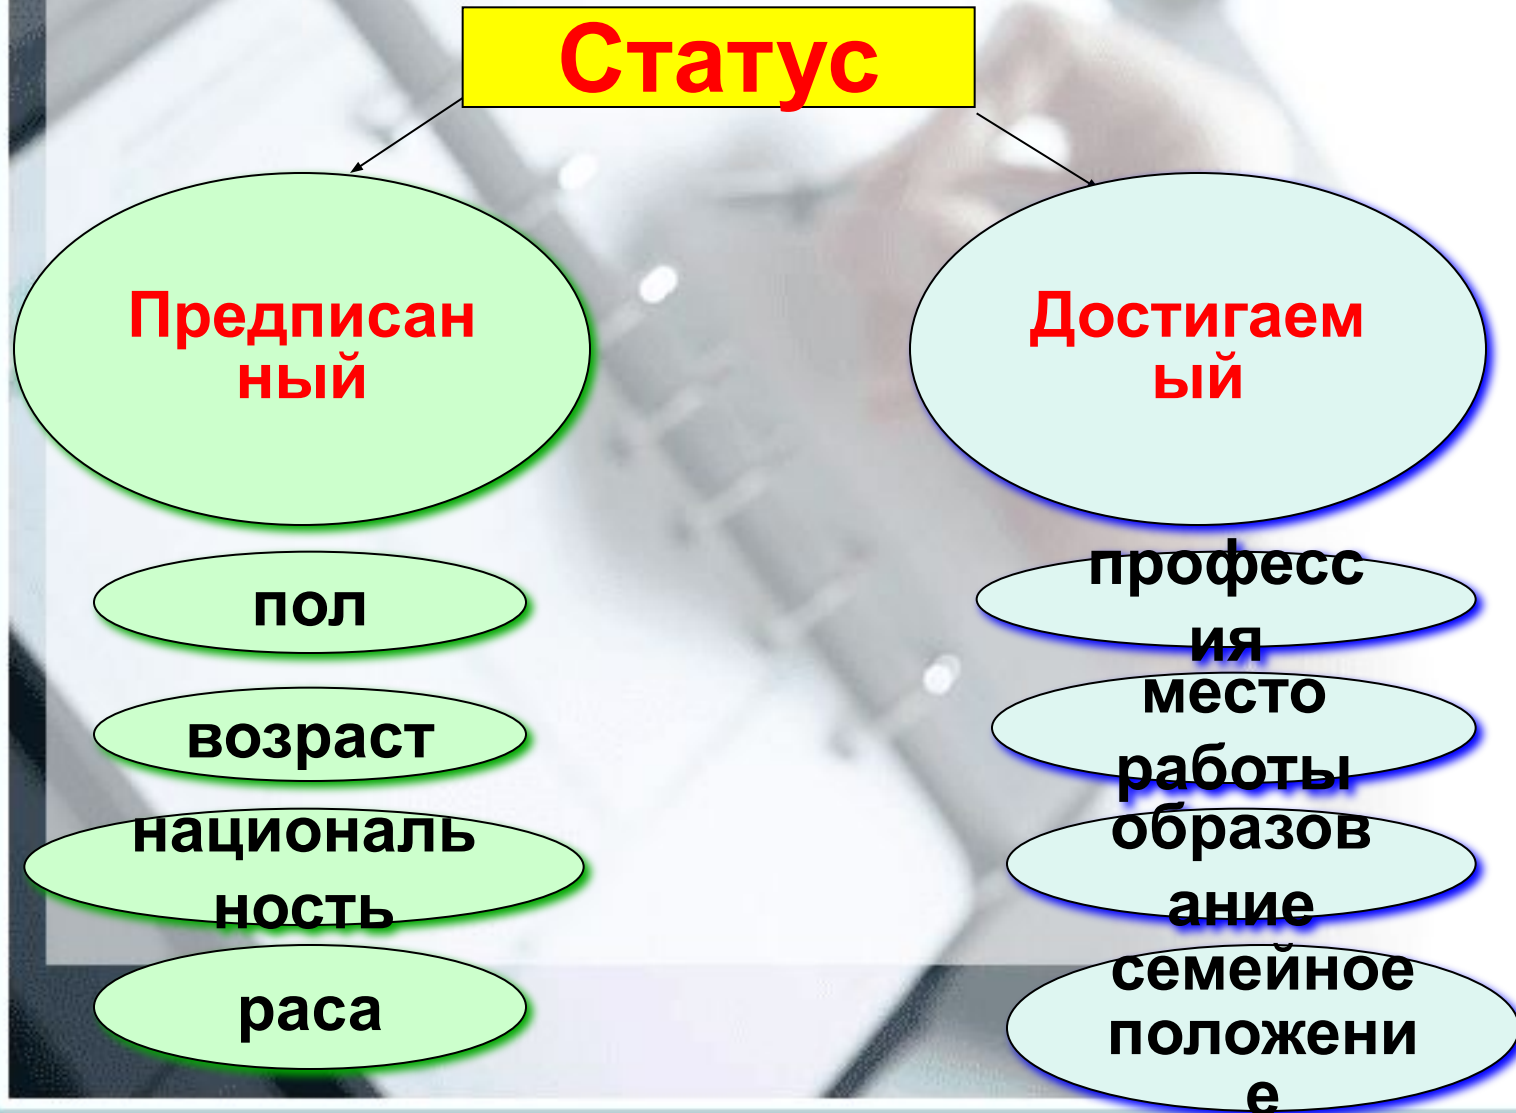 Статус
Предписан
ный
Достигаем
ый
пол
возраст
националь
ность
раса
професс
ия
место
работы
образов
ание
семейное
положени
е